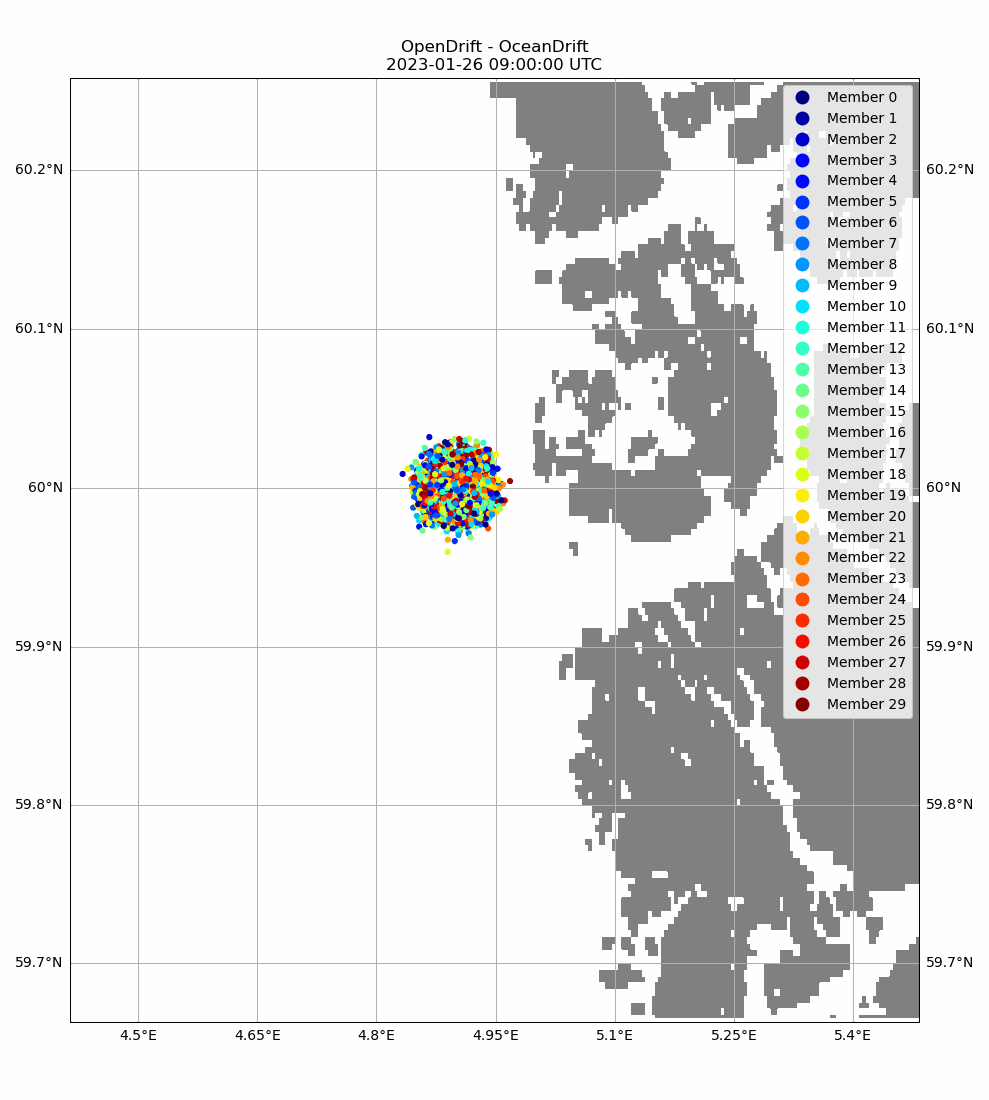 OpenDrift - OceanDrift
2023-01-26 09:00:00 UTC
Member 0
Member 1
Member 2
Member 3
Member 4
Member 5
Member 6
Member 7
Member 8
Member 9
Member 10
Member 11
Member 12
Member 13
Member 14
Member 15
Member 16
Member 17
Member 18
Member 19
Member 20
Member 21
Member 22
Member 23
Member 24
Member 25
Member 26
Member 27
Member 28
Member 29
60.2°N 60.2°N
60.1°N 60.1°N
60°N 60°N
59.9°N 59.9°N
59.8°N 59.8°N
59.7°N 59.7°N
4.5°E 4.65°E 4.8°E 4.95°E 5.1°E 5.25°E 5.4°E